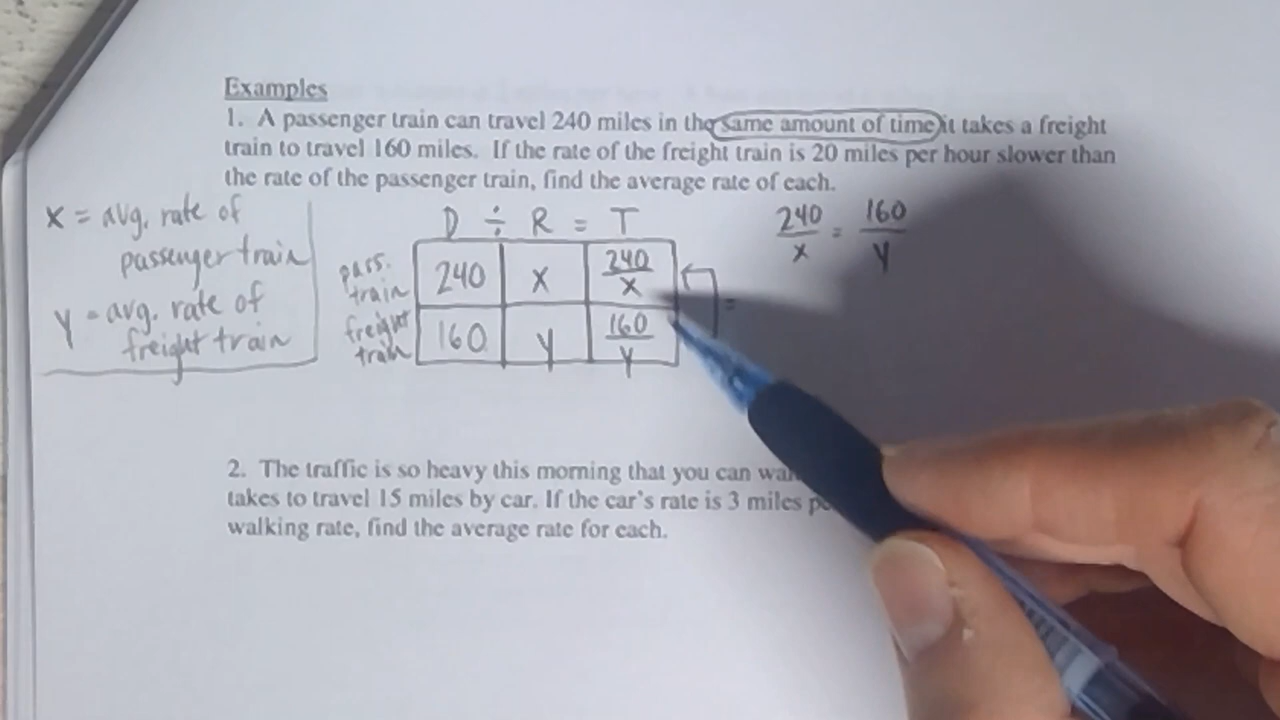 Examples
1. A passenger train can travel 240 miles in the same amount of time it takes a freight
train to travel 160 miles. If the rate of the freight train is 20 miles per hour slower than
the rate of the passenger train, find the average rate of each.
x = avg. rate of
passenger train
y = avg. rate of
freight train
D ÷ R = T
pass. train 240 x 240/x
freight train 160 y 160/y
=
240/x = 160/y
2. The traffic is so heavy this morning that you can
takes to travel 15 miles by car. If the car's rate is 3 miles
walking rate, find the average rate for each.